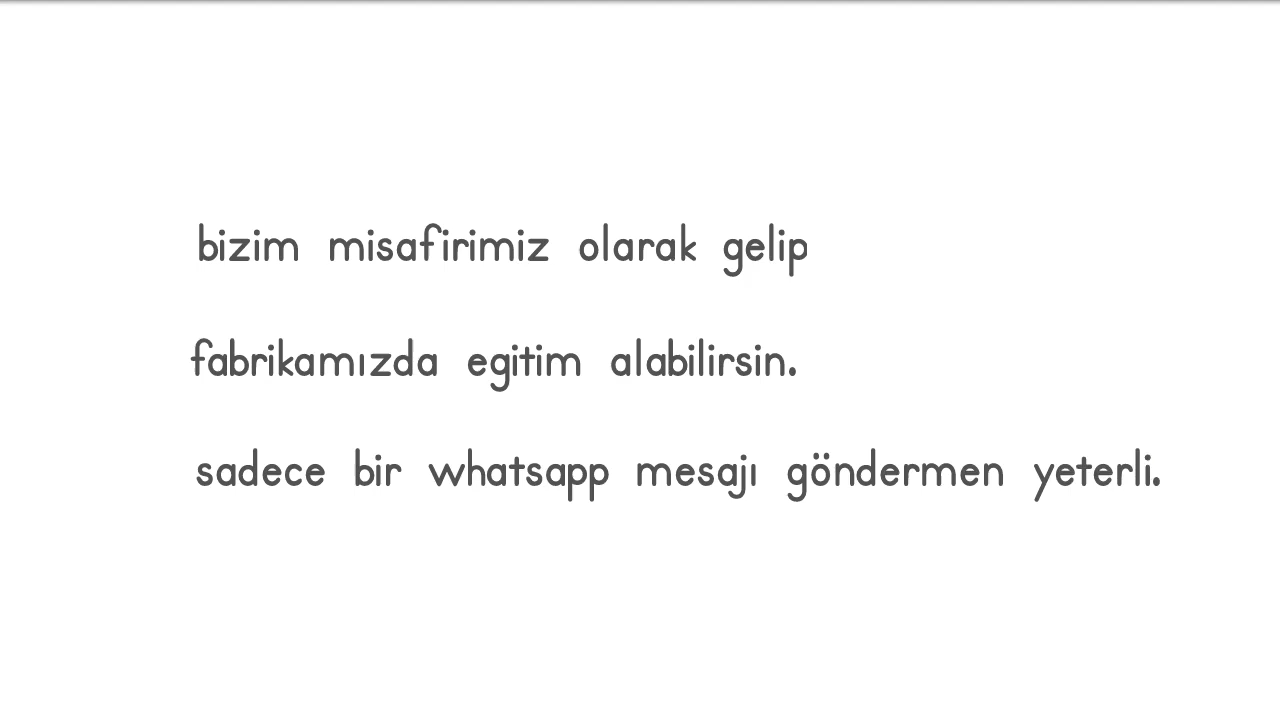 bizim misafirimiz olarak gelip
fabrikamızda egitim alabilirsin.
sadece bir whatsapp mesajı göndermen yeterli.